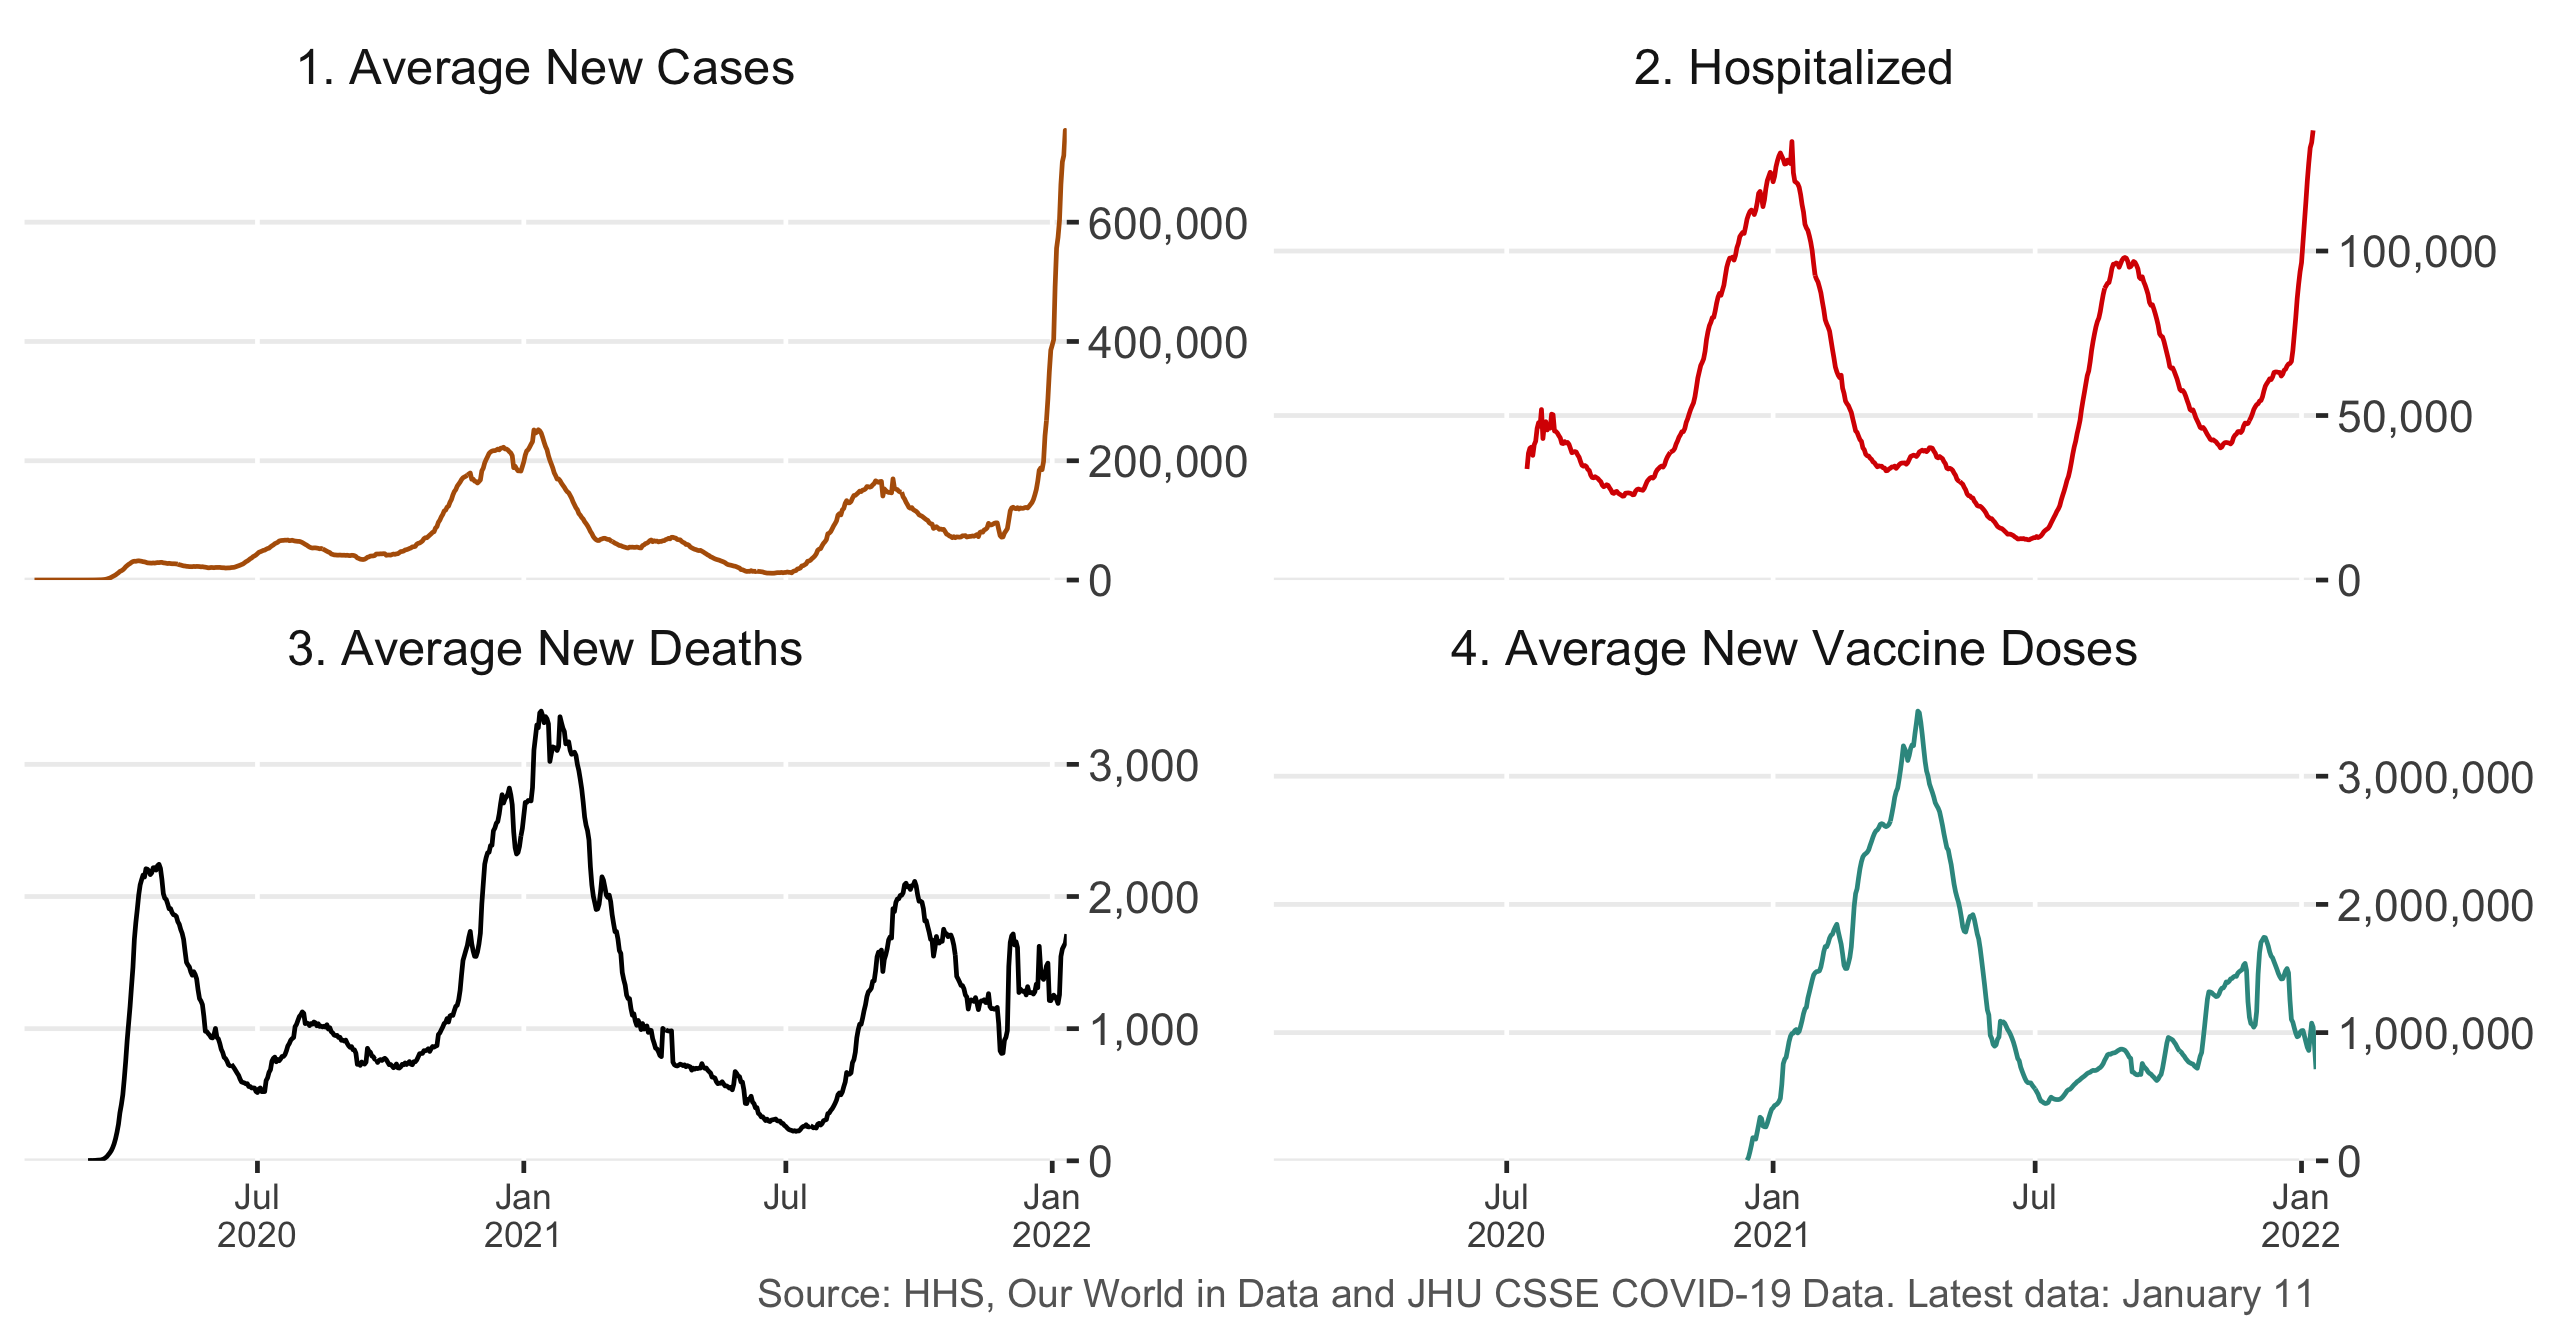 1. Average New Cases
600,000
400,000
200,000
0
2. Hospitalized
100,000
50,000
0
3. Average New Deaths
3,000
2,000
1,000
0
Jul
2020
Jan
2021
Jul
Jan
2022
4. Average New Vaccine Doses
3,000,000
2,000,000
1,000,000
0
Jul
2020
Jan
2021
Jul
Jan
2022
Source: HHS, Our World in Data and JHU CSSE COVID-19 Data. Latest data: January 11